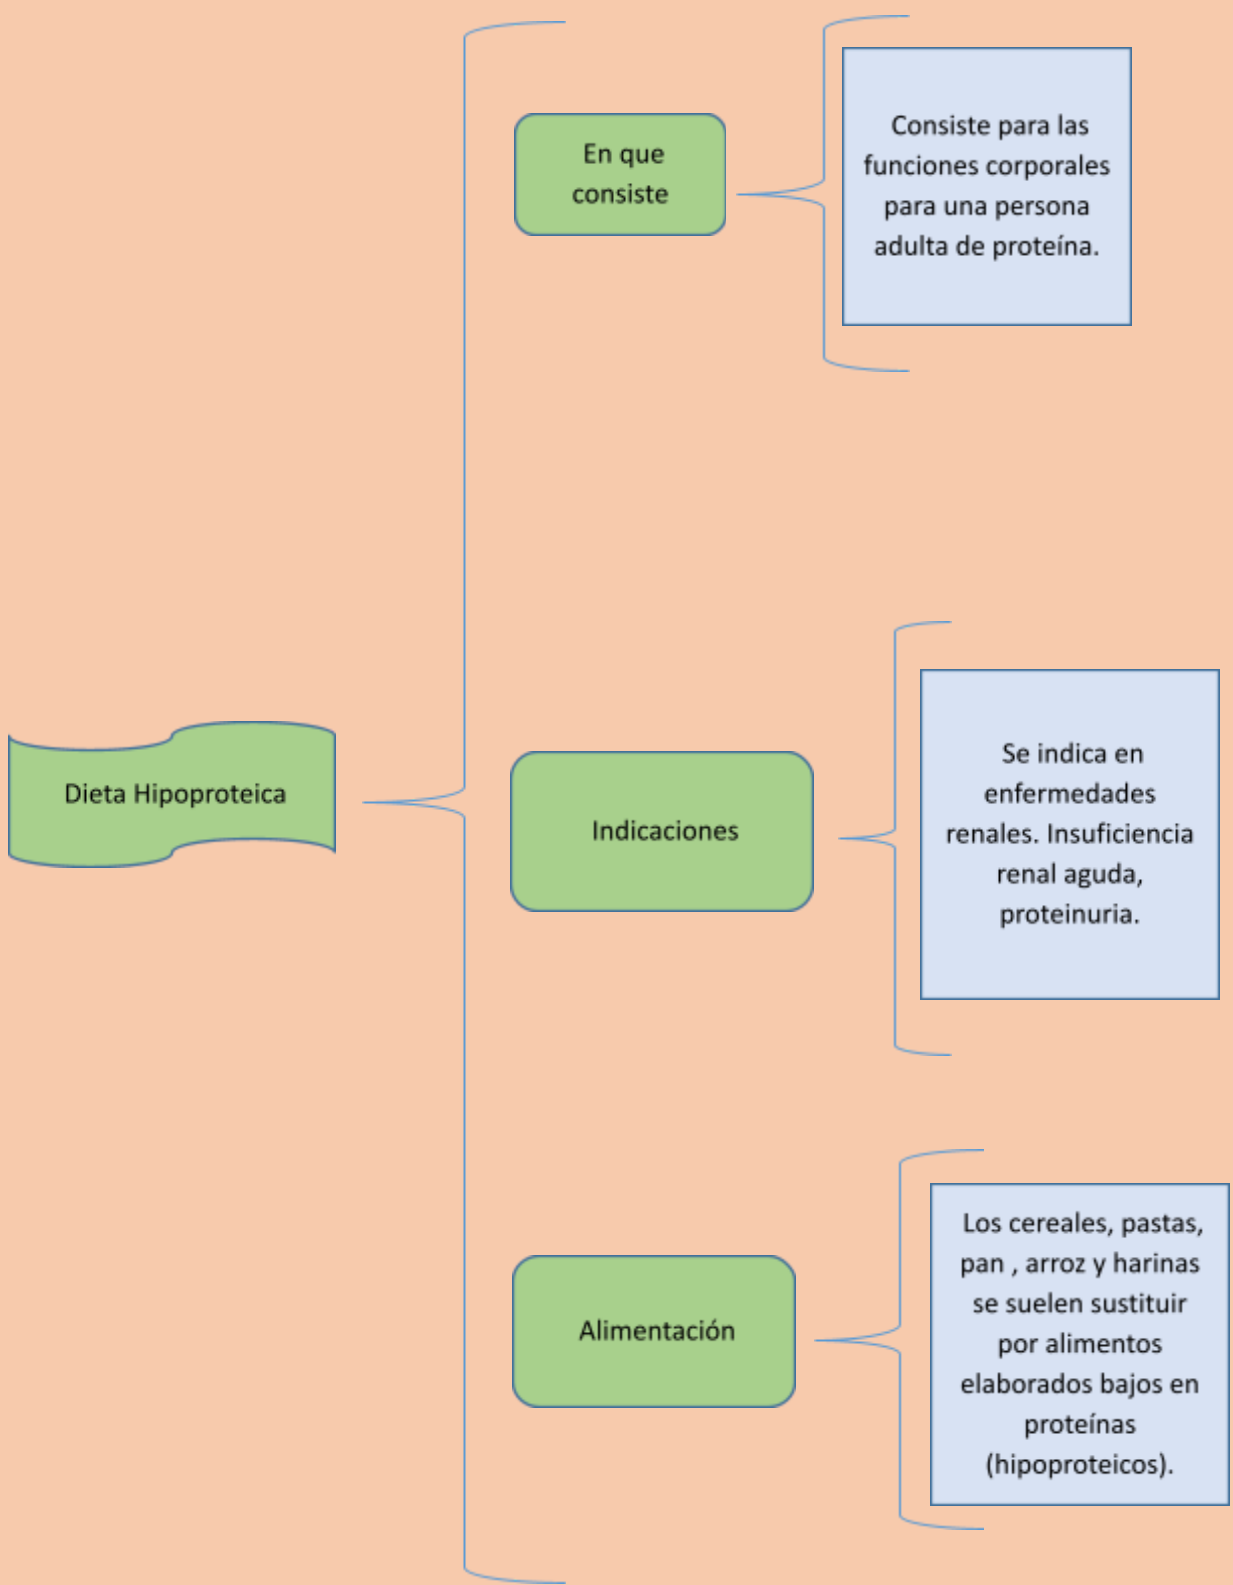 En que
consiste
Consiste para las
funciones corporales
para una persona
adulta de proteína.
Dieta Hipoproteica
Indicaciones
Se indica en
enfermedades
renales. Insuficiencia
renal aguda,
proteinuria.
Alimentación
Los cereales, pastas,
pan , arroz y harinas
se suelen sustituir
por alimentos
elaborados bajos en
proteínas
(hipoproteicos).